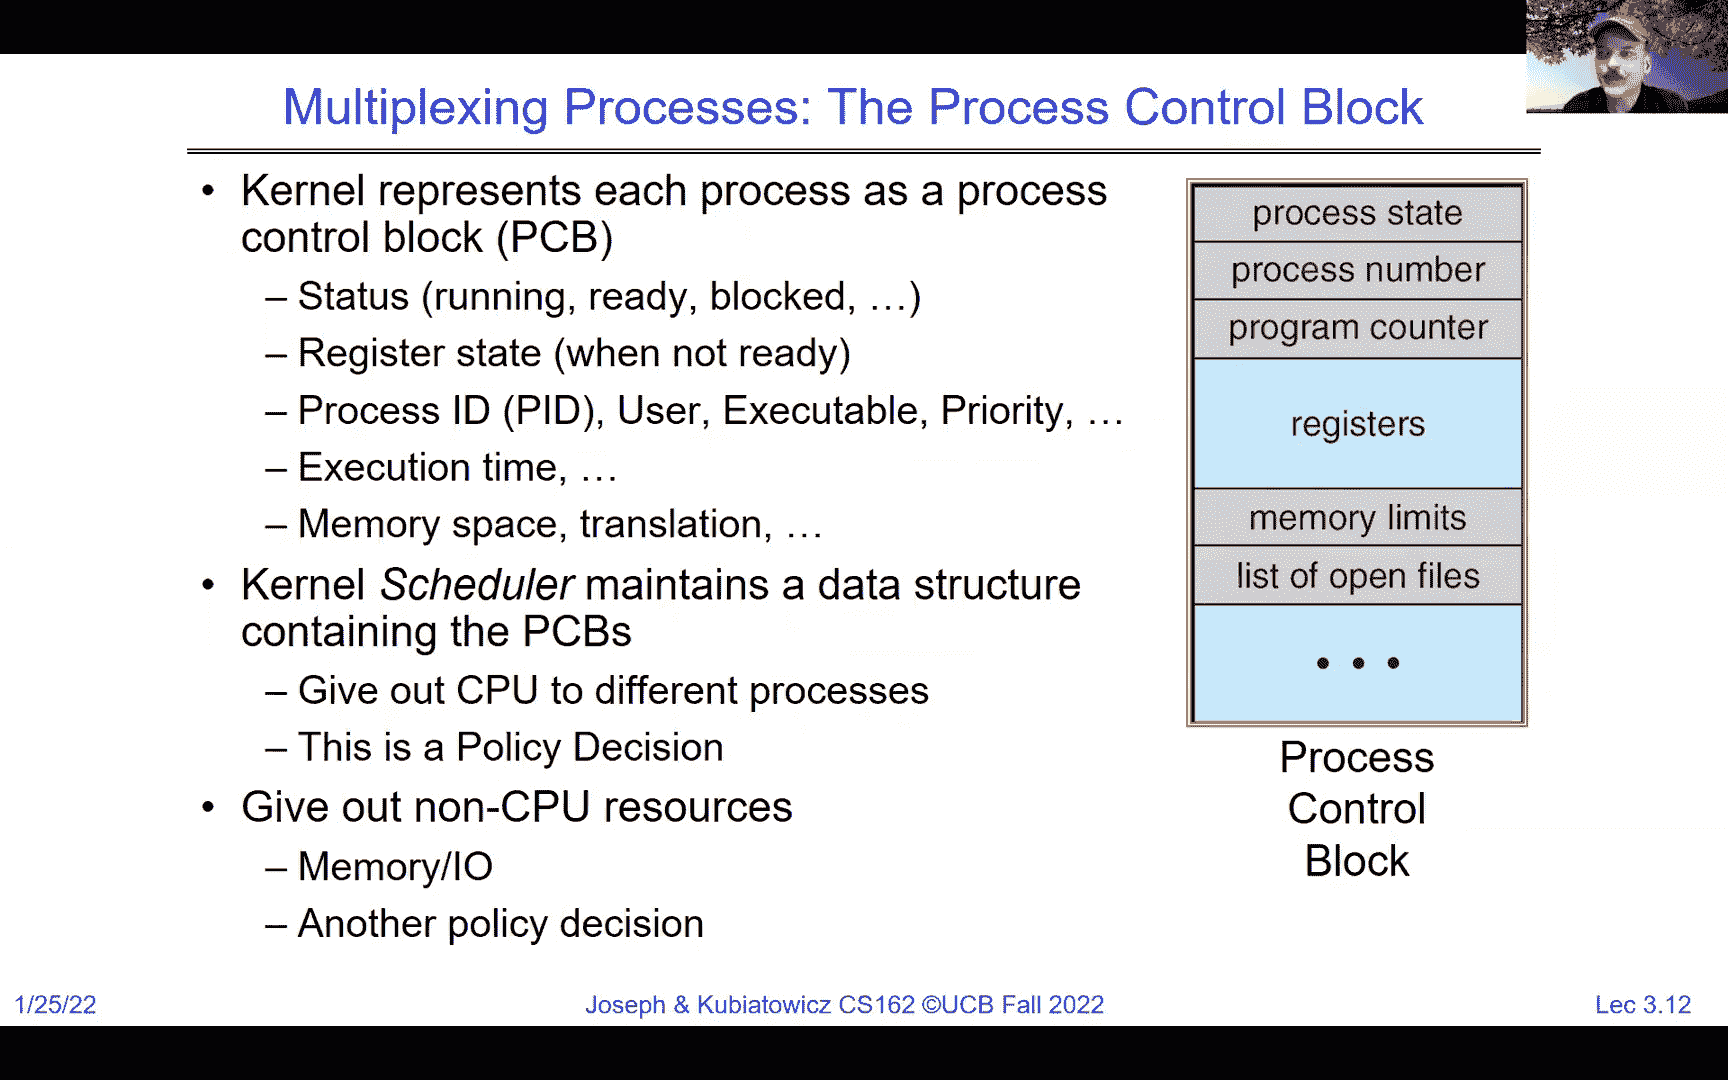 Multiplexing Processes: The Process Control Block
• Kernel represents each process as a process
control block (PCB)
– Status (running, ready, blocked, …)
– Register state (when not ready)
– Process ID (PID), User, Executable, Priority, …
– Execution time, …
– Memory space, translation, …
• Kernel Scheduler maintains a data structure
containing the PCBs
– Give out CPU to different processes
– This is a Policy Decision
• Give out non-CPU resources
– Memory/IO
– Another policy decision
process state
process number
program counter
registers
memory limits
list of open files
• • •
Process
Control
Block
1/25/22
Joseph & Kubiatowicz CS162 ©UCB Fall 2022
Lec 3.12